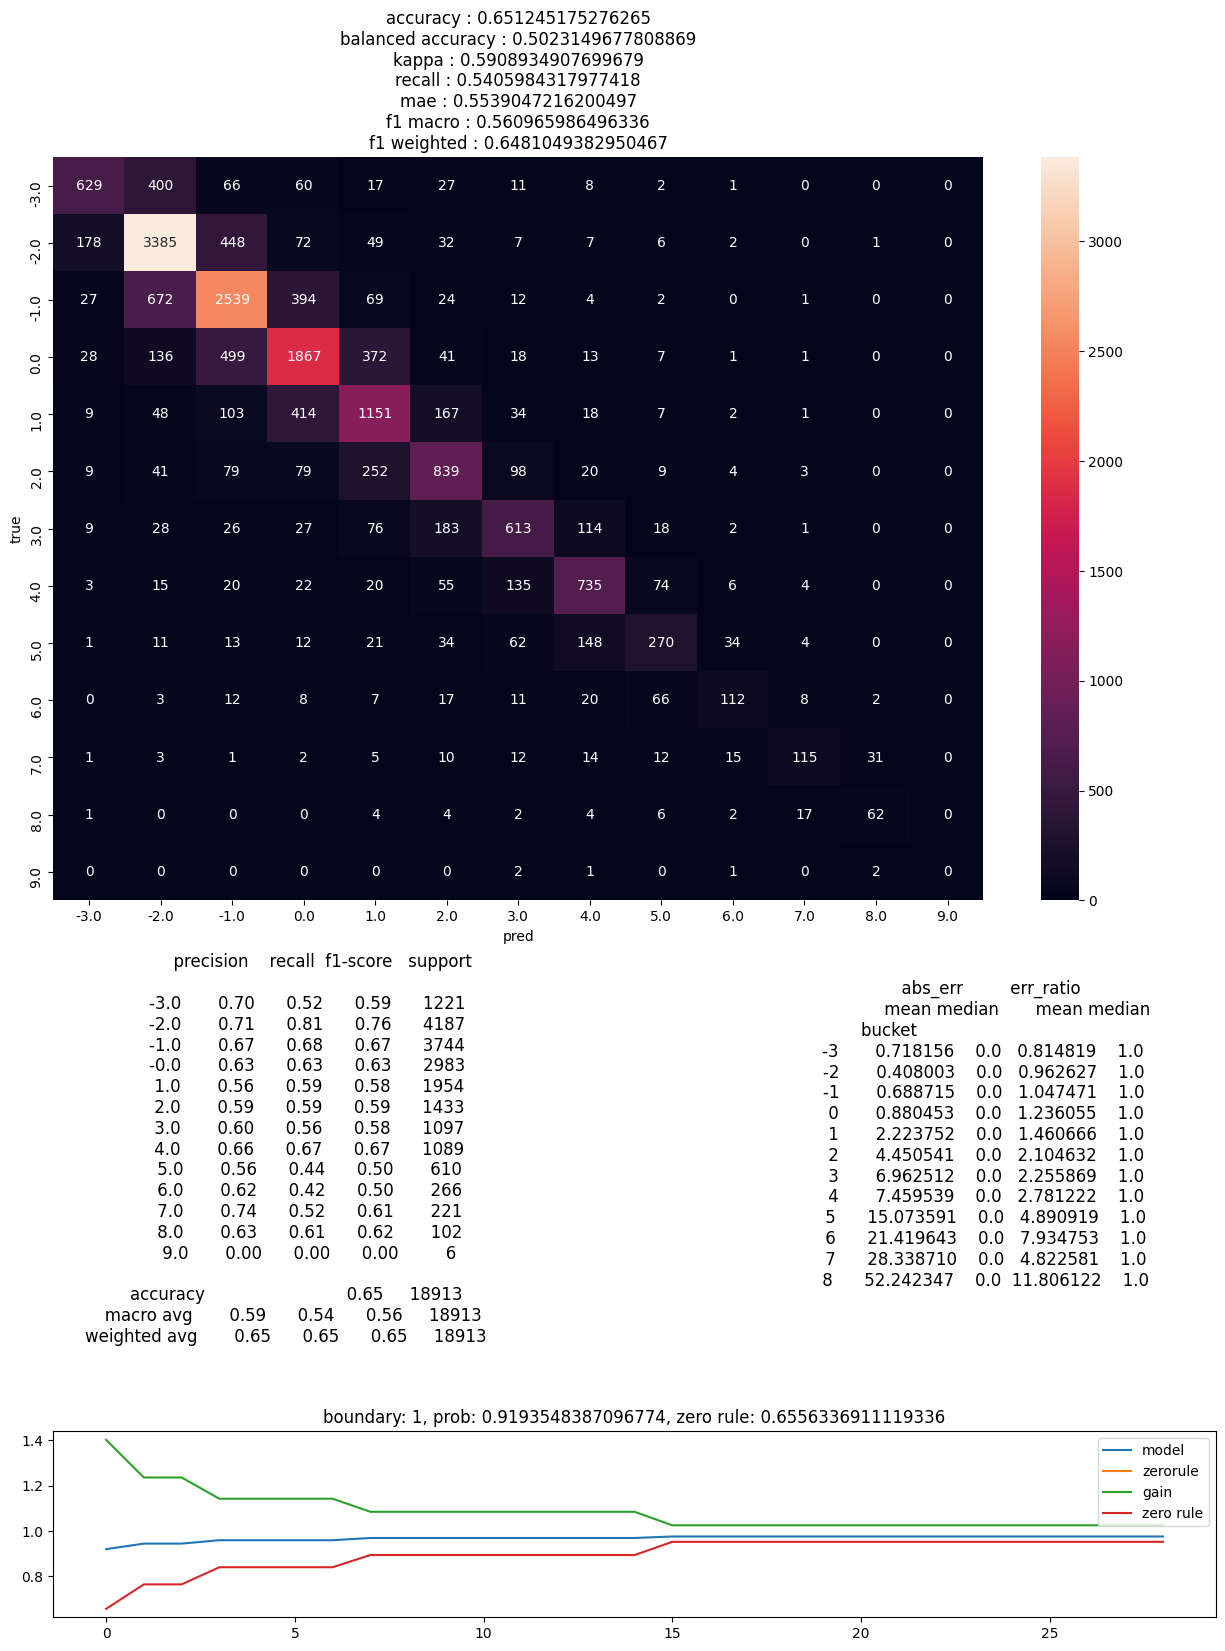 accuracy : 0.651245175276265
balanced accuracy : 0.5023149677808869
kappa : 0.5908934907699679
recall : 0.5405984317977418
mae : 0.5539047216200497
f1 macro : 0.560965986496336
f1 weighted : 0.6481049382950467
-3.0 629 400 66 60 17 27 11 8 2 1 0 0 0
-2.0 178 3385 448 72 49 32 7 7 6 2 0 1 0
-1.0 27 672 2539 394 69 24 12 4 2 0 1 0 0
0.0 28 136 499 1867 372 41 18 13 7 1 1 0 0
1.0 9 48 103 414 1151 167 34 18 7 2 1 0 0
2.0 9 41 79 79 252 839 98 20 9 4 3 0 0
3.0 9 28 26 27 76 183 613 114 18 2 1 0 0
4.0 3 15 20 22 20 55 135 735 74 6 4 0 0
5.0 1 11 13 12 21 34 62 148 270 34 4 0 0
6.0 0 3 12 8 7 17 11 20 66 112 8 2 0
7.0 1 3 1 2 5 10 12 14 12 15 115 31 0
8.0 1 0 0 0 4 4 2 4 6 2 17 62 0
9.0 0 0 0 0 0 0 2 1 0 1 0 2 0
true
-3.0 -2.0 -1.0 0.0 1.0 2.0 3.0 4.0 5.0 6.0 7.0 8.0 9.0
pred
3000
2500
2000
1500
1000
500
0
precision recall f1-score support
-3.0 0.70 0.52 0.59 1221
-2.0 0.71 0.81 0.76 4187
-1.0 0.67 0.68 0.67 3744
-0.0 0.63 0.63 0.63 2983
1.0 0.56 0.59 0.58 1954
2.0 0.59 0.59 0.59 1433
3.0 0.60 0.56 0.58 1097
4.0 0.66 0.67 0.67 1089
5.0 0.56 0.44 0.50 610
6.0 0.62 0.42 0.50 266
7.0 0.74 0.52 0.61 221
8.0 0.63 0.61 0.62 102
9.0 0.00 0.00 0.00 6
accuracy 0.65 18913
macro avg 0.59 0.54 0.56 18913
weighted avg 0.65 0.65 0.65 18913
abs_err err_ratio
mean median mean median
bucket
-3 0.718156 0.0 0.814819 1.0
-2 0.408003 0.0 0.962627 1.0
-1 0.688715 0.0 1.047471 1.0
0 0.880453 0.0 1.236055 1.0
1 2.223752 0.0 1.460666 1.0
2 4.450541 0.0 2.104632 1.0
3 6.962512 0.0 2.255869 1.0
4 7.459539 0.0 2.781222 1.0
5 15.073591 0.0 4.890919 1.0
6 21.419643 0.0 7.934753 1.0
7 28.338710 0.0 4.822581 1.0
8 52.242347 0.0 11.806122 1.0
boundary: 1, prob: 0.9193548387096774, zero rule: 0.6556336911119336
1.4
1.2
1.0
0.8
model
zerorule
gain
zero rule
0 5 10 15 20 25